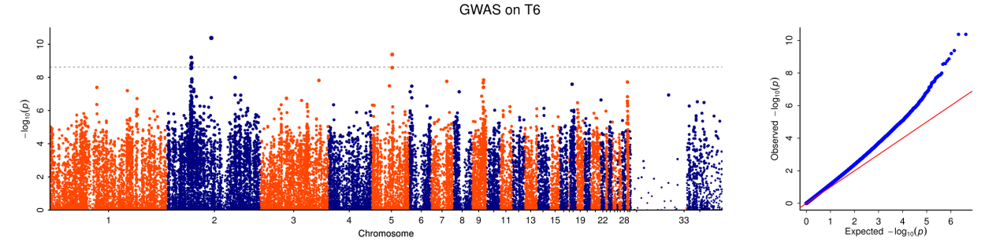 GWAS on T6
−log₁₀(p)
10
8
6
4
2
0
1 2 3 4 5 6 7 8 9 11 13 15 17 19 22 28 33
Chromosome
Observed −log₁₀(p)
10
8
6
4
2
0
0 1 2 3 4 5 6
Expected −log₁₀(p)